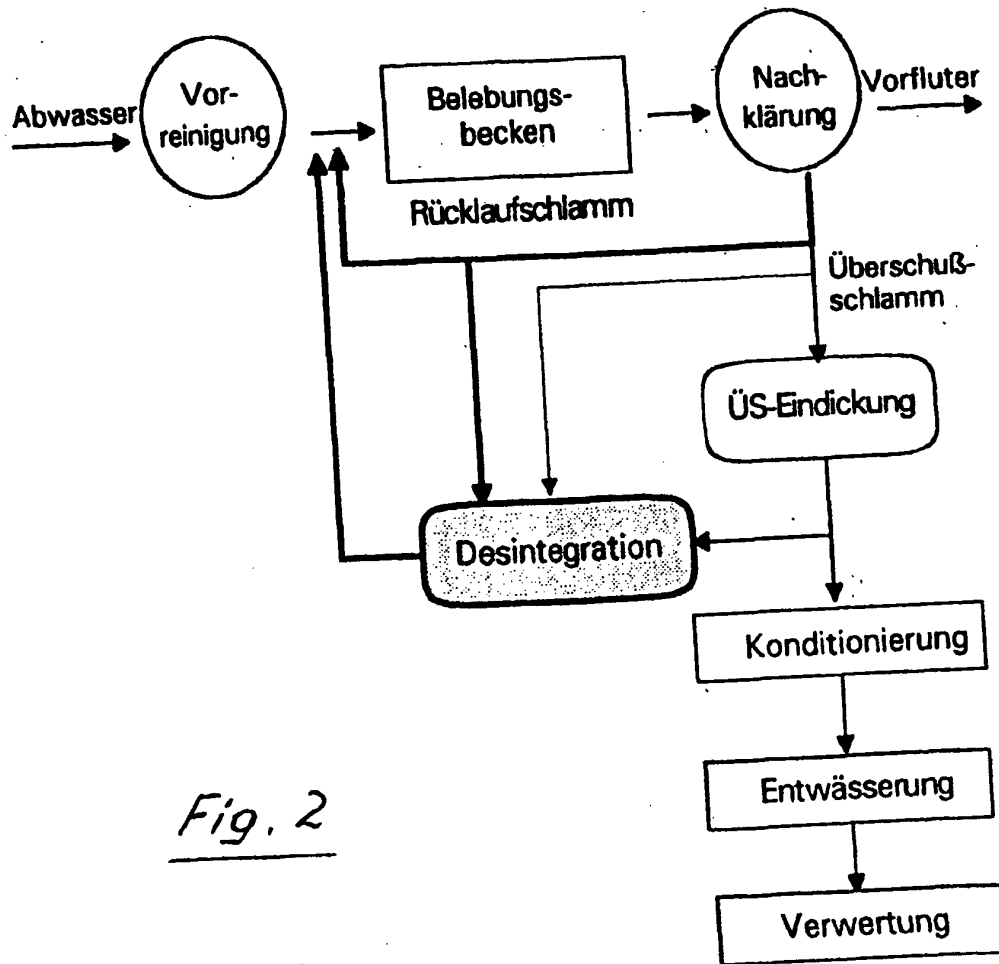 Abwasser
Vor-
reinigung
Belebungs-
becken
Nach-
klärung
Vorfluter
Rücklaufschlamm
Überschuß-
schlamm
ÜS-Eindickung
Desintegration
Konditionierung
Entwässerung
Verwertung
Fig. 2